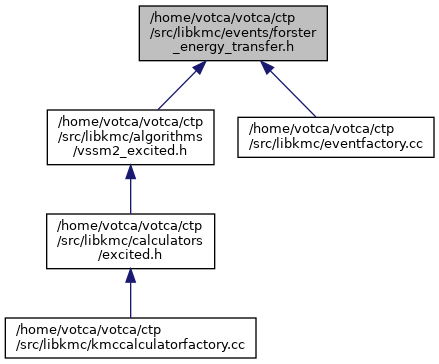 /home/votca/votca/ctp
/src/libkmc/events/forster
_energy_transfer.h
/home/votca/votca/ctp
/src/libkmc/algorithms
/vssm2_excited.h
/home/votca/votca/ctp
/src/libkmc/eventfactory.cc
/home/votca/votca/ctp
/src/libkmc/calculators
/excited.h
/home/votca/votca/ctp
/src/libkmc/kmccalculatorfactory.cc